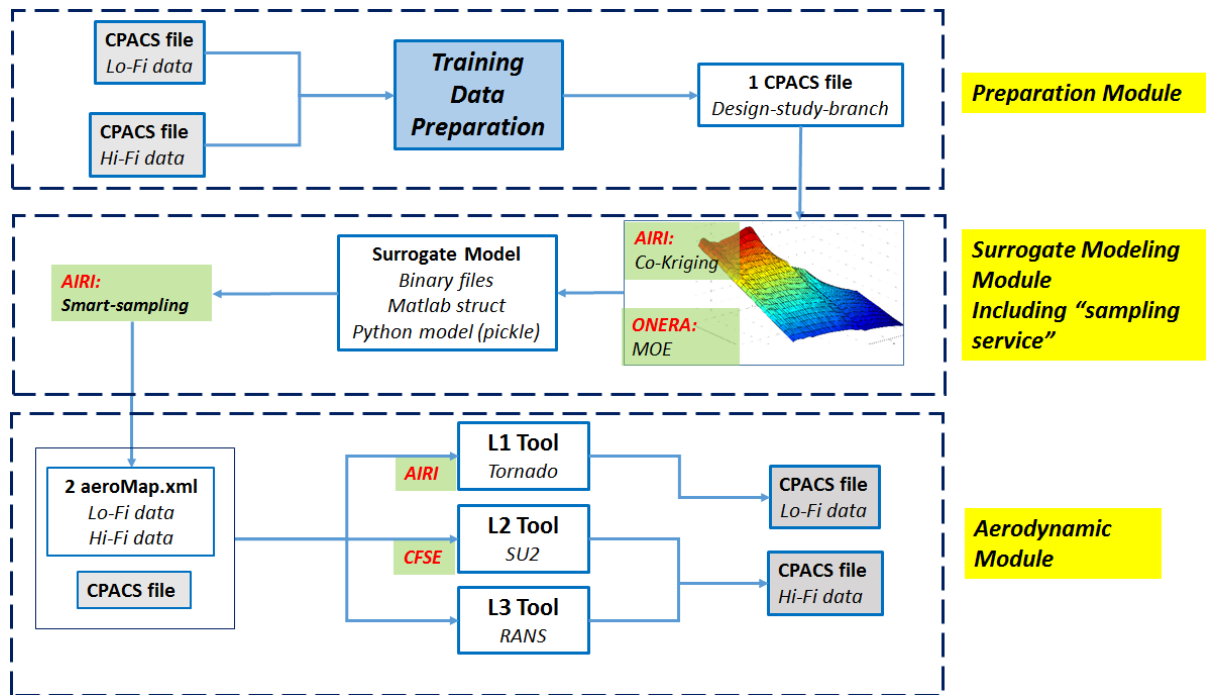 CPACS file
Lo-Fi data
CPACS file
Hi-Fi data
Training
Data
Preparation
1 CPACS file
Design-study-branch
Preparation Module
AIRI:
Smart-sampling
Surrogate Model
Binary files
Matlab struct
Python model (pickle)
AIRI:
Co-Kriging
ONERA:
MOE
Surrogate Modeling
Module
Including “sampling
service”
2 aeroMap.xml
Lo-Fi data
Hi-Fi data
CPACS file
AIRI
CFSE
L1 Tool
Tornado
L2 Tool
SU2
L3 Tool
RANS
CPACS file
Lo-Fi data
CPACS file
Hi-Fi data
Aerodynamic
Module